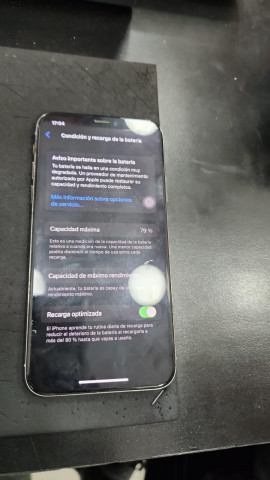 17:04
Condición y recarga de la batería
Aviso importante sobre la batería
Tu batería se halla en una condición muy
degradada. Un proveedor de mantenimiento
autorizado por Apple puede restaurar su
capacidad y rendimiento completos.
Más información sobre opciones
de servicio...
Capacidad máxima 79 %
Esta es una medición de la capacidad de la batería
relativa a cuando era nueva. Una menor capacidad
podría disminuir el tiempo de uso entre cada
recarga.
Capacidad de máximo rendimiento
Actualmente, tu batería es capaz de
rendimiento máximo.
Recarga optimizada
El iPhone aprende tu rutina diaria de recarga para
reducir el deterioro de la batería al recargarla a
más del 80 % hasta que vayas a usarlo.